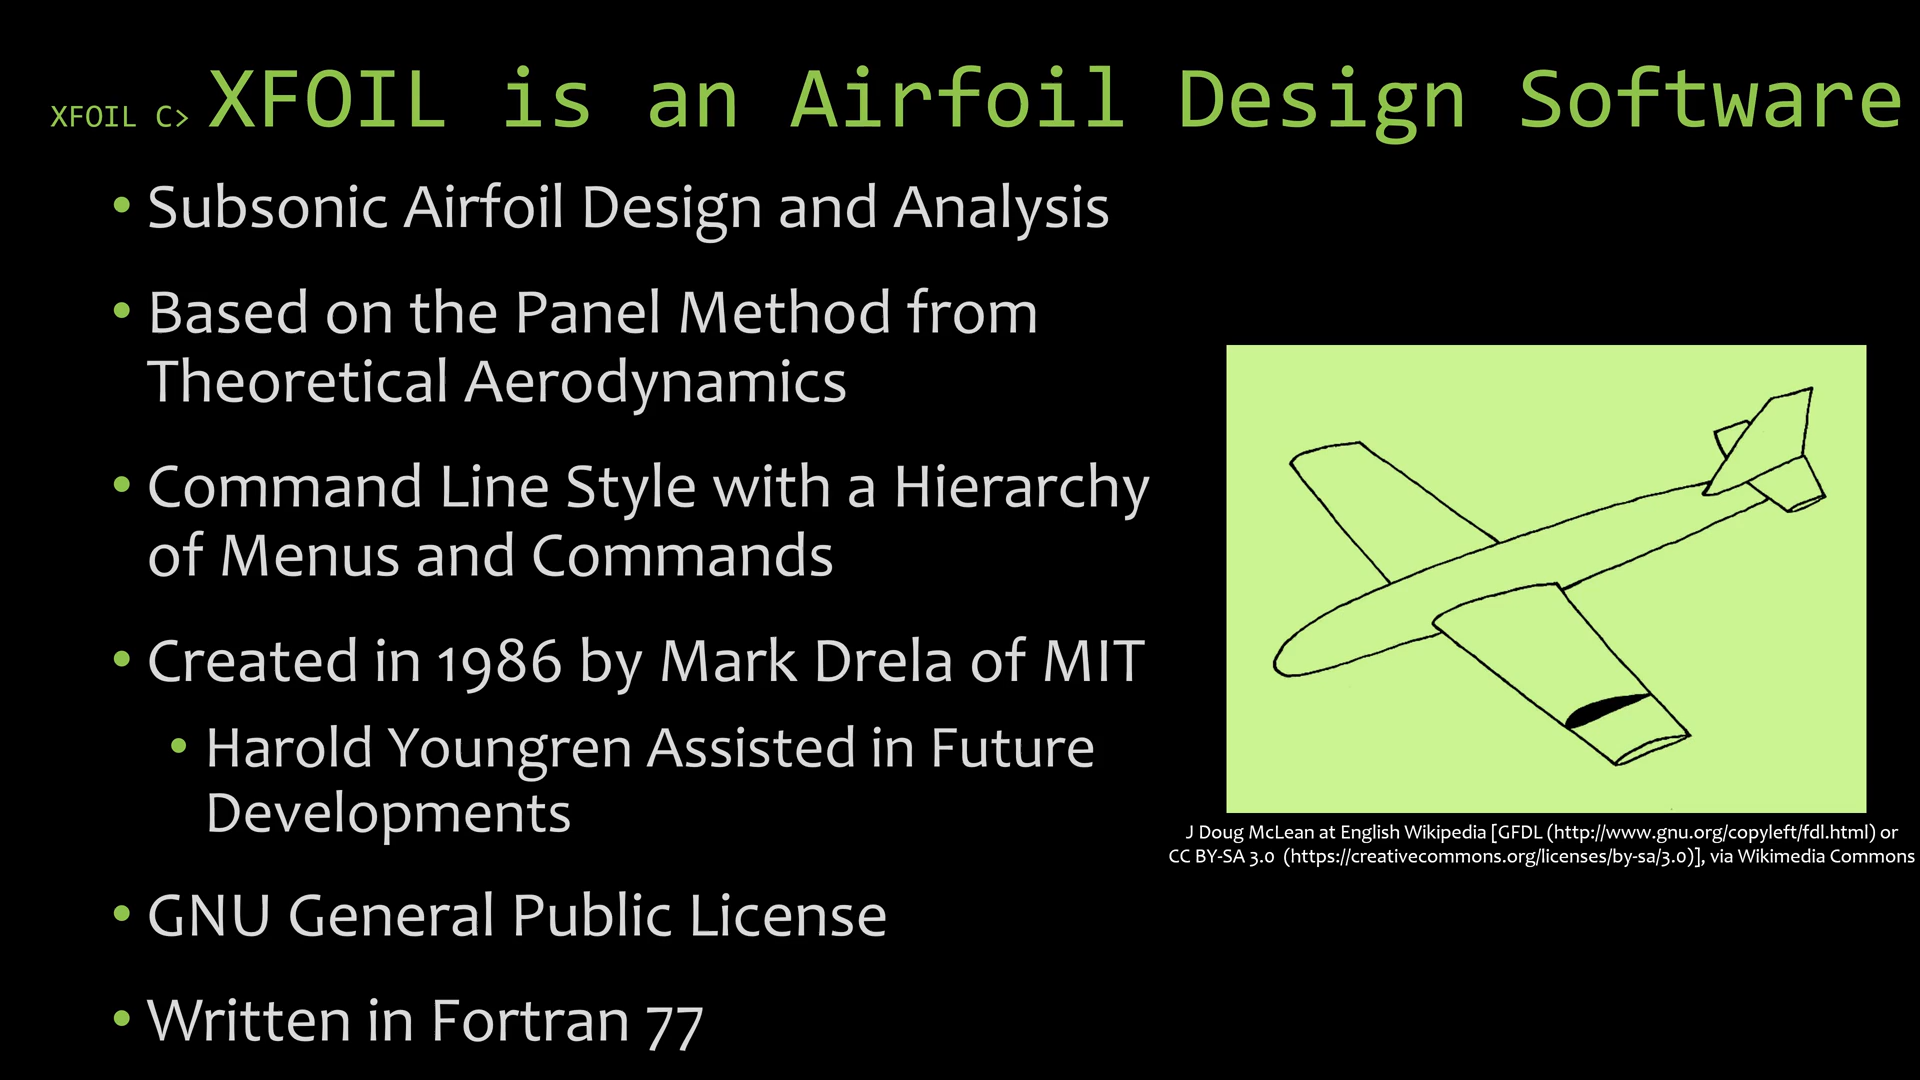 XFOIL C> XFOIL is an Airfoil Design Software
• Subsonic Airfoil Design and Analysis
• Based on the Panel Method from
Theoretical Aerodynamics
• Command Line Style with a Hierarchy
of Menus and Commands
• Created in 1986 by Mark Drela of MIT
• Harold Youngren Assisted in Future
Developments
• GNU General Public License
• Written in Fortran 77
J Doug McLean at English Wikipedia [GFDL (http://www.gnu.org/copyleft/fdl.html) or
CC BY-SA 3.0 (https://creativecommons.org/licenses/by-sa/3.0)], via Wikimedia Commons